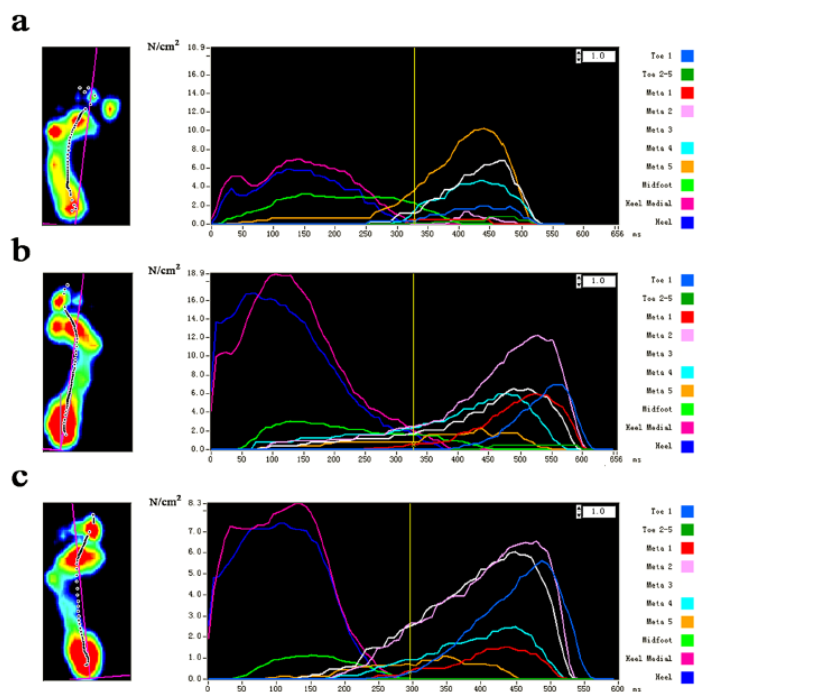 a
N/cm²
18.9
16.0
14.0
12.0
10.0
8.0
6.0
4.0
2.0
0.0
0 50 100 150 200 250 300 350 400 450 500 550 600 656
ms
1.0
Toe 1
Toe 2-5
Meta 1
Meta 2
Meta 3
Meta 4
Meta 5
Midfoot
Heel Medial
Heel
b
N/cm²
18.9
16.0
14.0
12.0
10.0
8.0
6.0
4.0
2.0
0.0
0 50 100 150 200 250 300 350 400 450 500 550 600 656
ms
1.0
Toe 1
Toe 2-5
Meta 1
Meta 2
Meta 3
Meta 4
Meta 5
Midfoot
Heel Medial
Heel
c
N/cm²
8.3
7.0
6.0
5.0
4.0
3.0
2.0
1.0
0.0
0 50 100 150 200 250 300 350 400 450 500 550 593
ms
1.0
Toe 1
Toe 2-5
Meta 1
Meta 2
Meta 3
Meta 4
Meta 5
Midfoot
Heel Medial
Heel